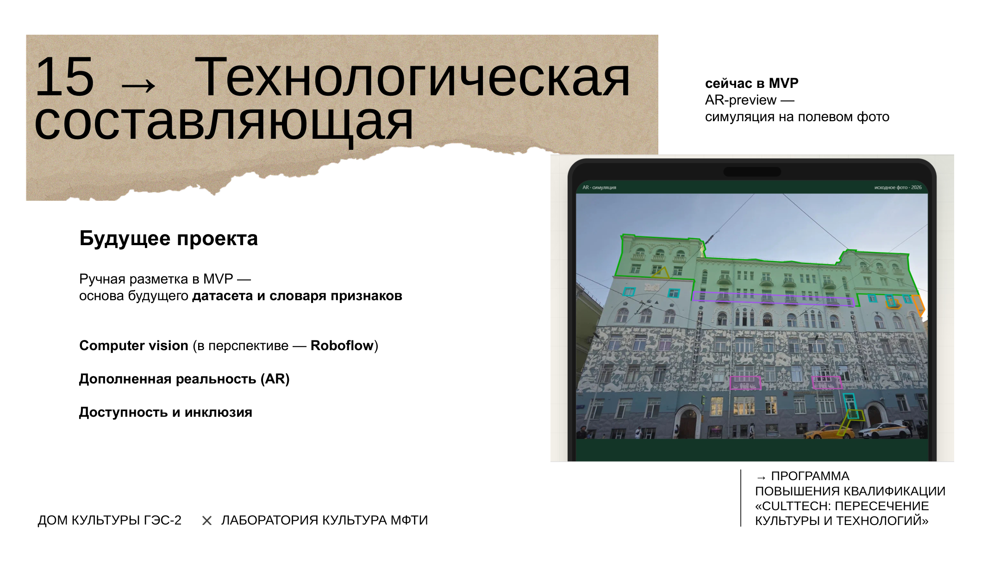 15 → Технологическая
составляющая
сейчас в MVP
AR-preview —
симуляция на полевом фото
AR - симуляция
исходное фото - 2026
Будущее проекта
Ручная разметка в MVP —
основа будущего датасета и словаря признаков
Computer vision (в перспективе — Roboflow)
Дополненная реальность (AR)
Доступность и инклюзия
→ ПРОГРАММА
ПОВЫШЕНИЯ КВАЛИФИКАЦИИ
«CULTTECH: ПЕРЕСЕЧЕНИЕ
КУЛЬТУРЫ И ТЕХНОЛОГИЙ»
ДОМ КУЛЬТУРЫ ГЭС-2 × ЛАБОРАТОРИЯ КУЛЬТУРА МФТИ